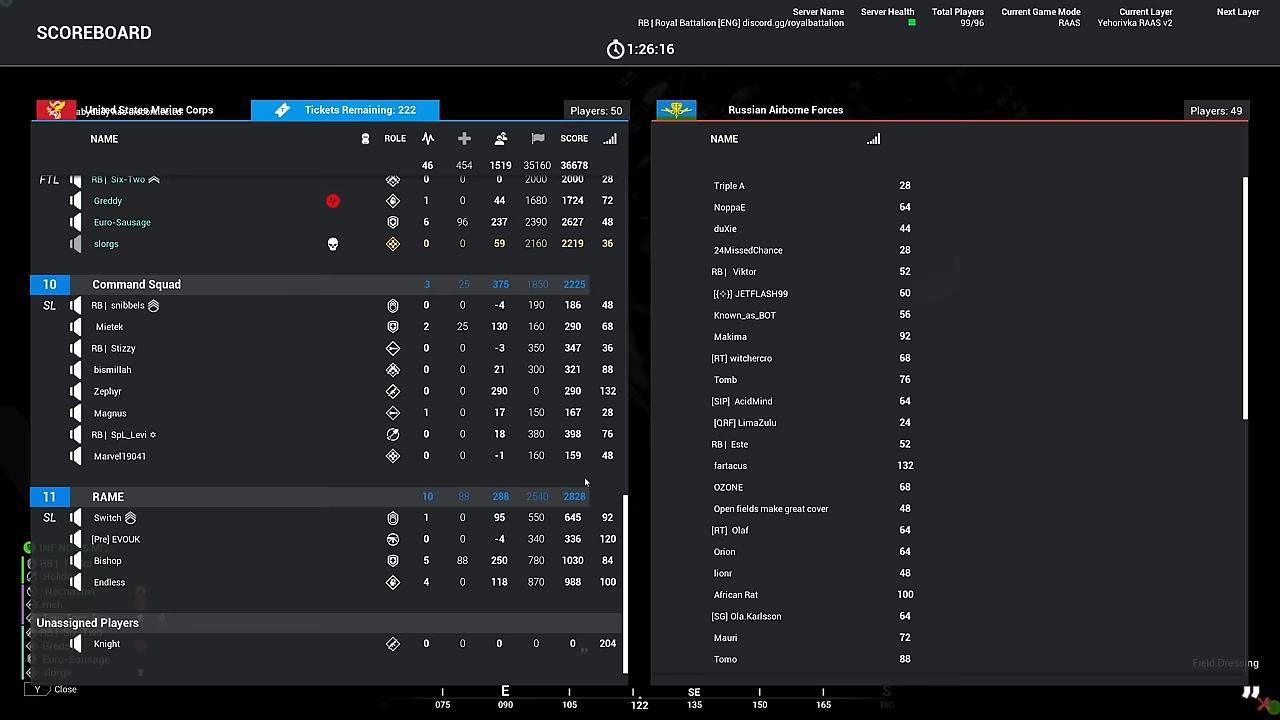 SCOREBOARD
Server Name Server Health Total Players Current Game Mode Current Layer Next Layer
RB | Royal Battalion [ENG] discord.gg/royalbattalion 99/96 RAAS Yehorivka RAAS v2
1:26:16
United States Marine Corps Tickets Remaining: 222 Players: 50
NAME ROLE SCORE
46 454 1519 35160 36678
FTL RB | Six-Two 0 0 0 2000 2000 28
Greddy 1 0 44 1680 1724 72
Euro-Sausage 6 96 237 2390 2627 48
slorgs 0 0 59 2160 2219 36
10 Command Squad 3 25 375 1850 2225
SL RB | snibbels 0 0 -4 190 186 48
Mietek 2 25 130 160 290 68
RB | Stizzy 0 0 -3 350 347 36
bismillah 0 0 21 300 321 88
Zephyr 0 0 290 0 290 132
Magnus 1 0 17 150 167 28
RB | SpL_Levi ✡ 0 0 18 380 398 76
Marvel19041 0 0 -1 160 159 48
11 RAME 10 88 288 2540 2828
SL Switch 1 0 95 550 645 92
[Pre] EVOUK 0 0 -4 340 336 120
Bishop 5 88 250 780 1030 84
Endless 4 0 118 870 988 100
Unassigned Players
Knight 0 0 0 0 0 204
Greddy
Euro-Sausage
slorgs
Y Close
Russian Airborne Forces Players: 49
NAME
Triple A 28
NoppaE 64
duXie 44
24MissedChance 28
RB | Viktor 52
[{⟡}] JETFLASH99 60
Known_as_BOT 56
Makima 92
[RT] witchercro 68
Tomb 76
[SIP] AcidMind 64
[QRF] LimaZulu 24
RB | Este 52
fartacus 132
OZONE 68
Open fields make great cover 48
[RT] Olaf 64
Orion 64
lionr 48
African Rat 100
[SG] Ola.Karlsson 64
Mauri 72
Tomo 88
Field Dressing
E SE S
075 090 105 122 135 150 165 180